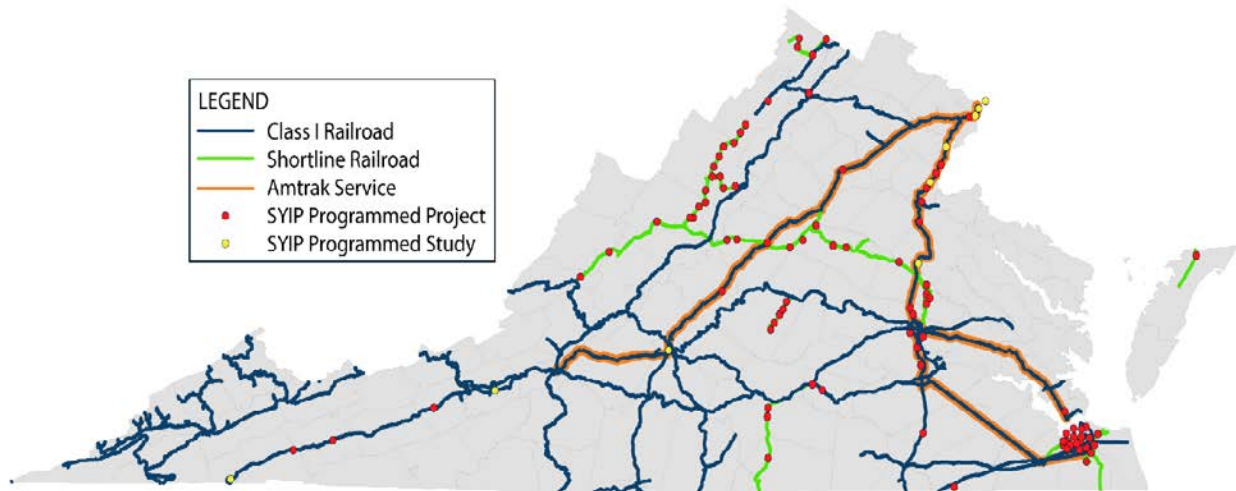 LEGEND
Class I Railroad
Shortline Railroad
Amtrak Service
SYIP Programmed Project
SYIP Programmed Study